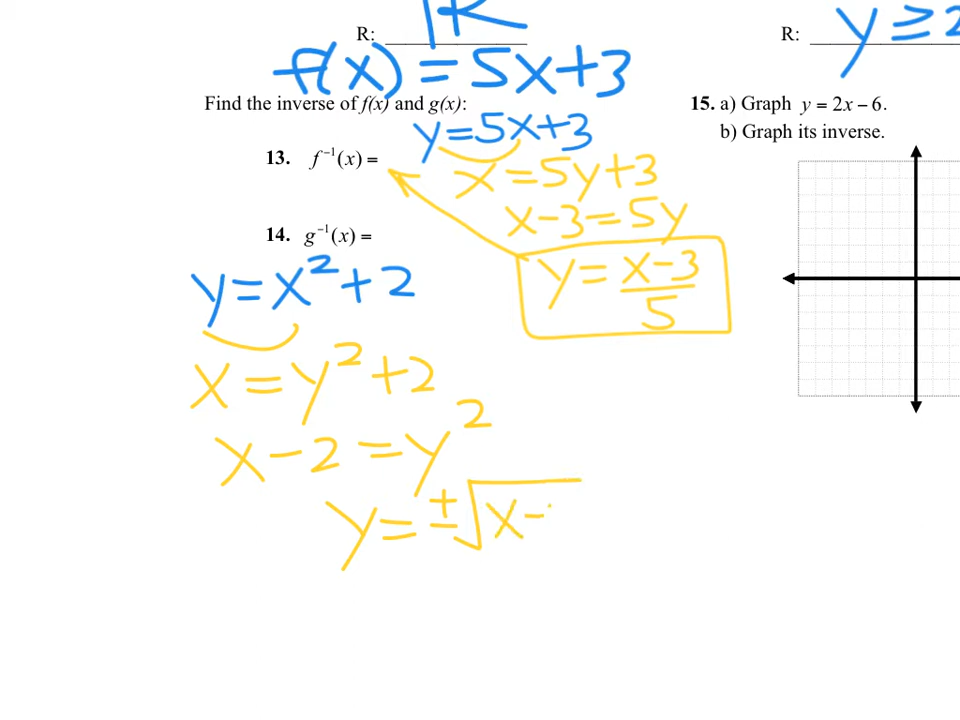 R: ℝ
R: y ≥ 2
f(x) = 5x+3
Find the inverse of f(x) and g(x):
y=5x+3
13. f⁻¹(x) =
x=5y+3
x-3=5y
14. g⁻¹(x) =
y= x-3/5
y=x²+2
x=y²+2
x-2=y²
y=±√x-
15. a) Graph y = 2x – 6.
b) Graph its inverse.